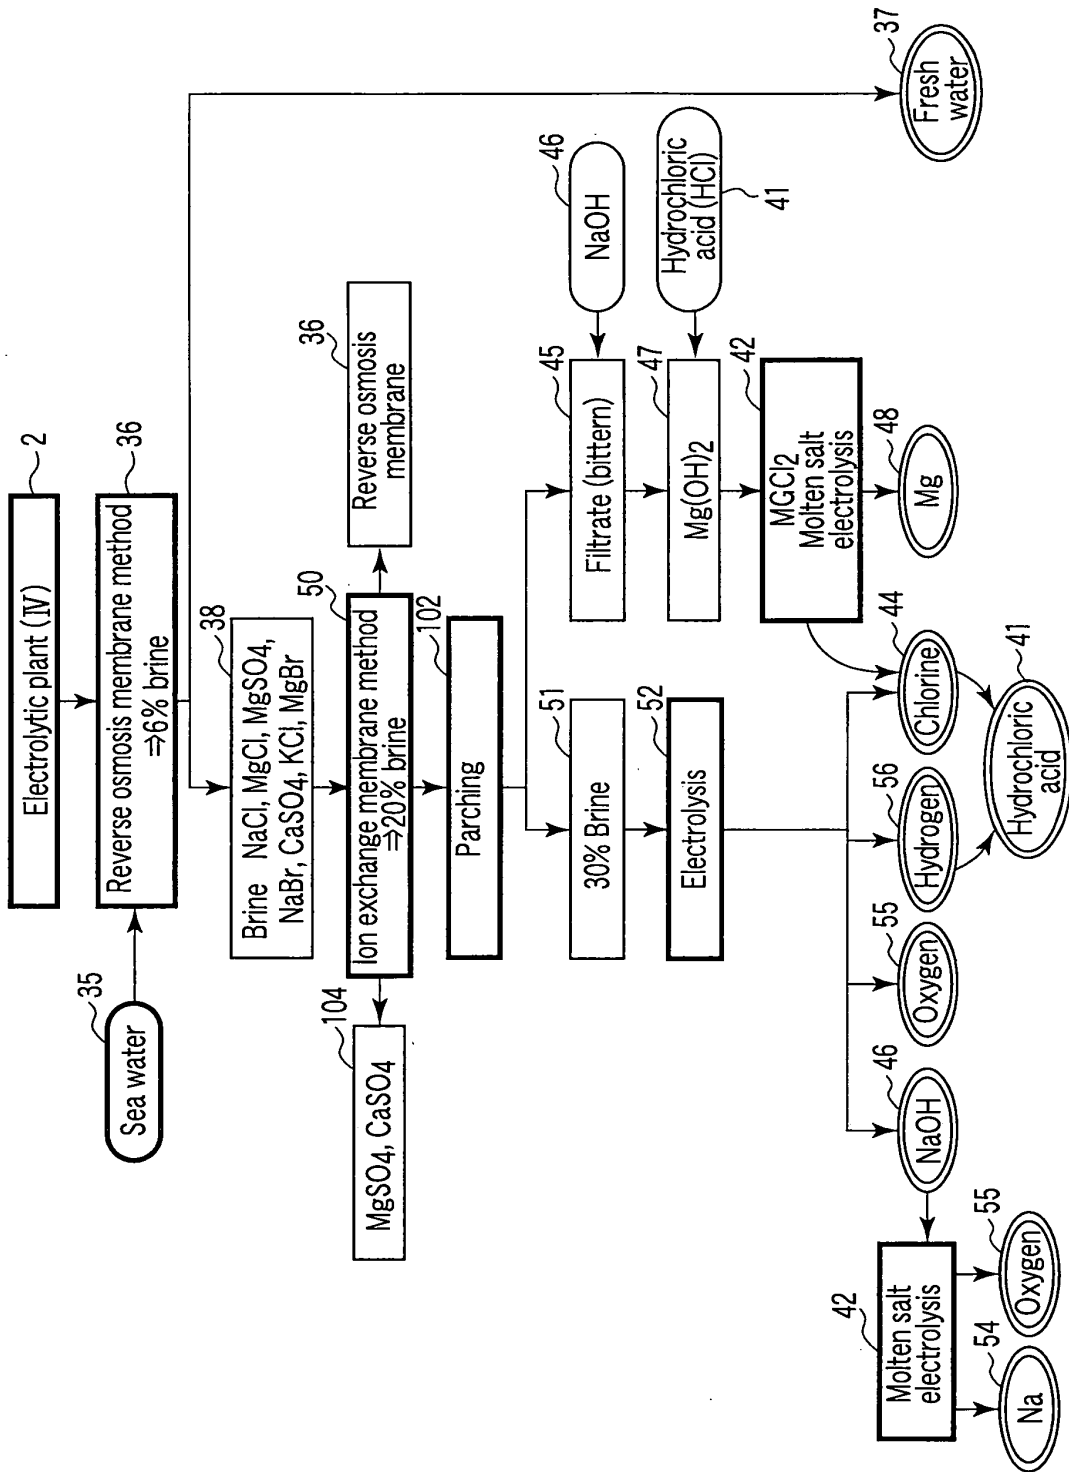 Electrolytic plant (Ⅳ)
2
Sea water
35
Reverse osmosis membrane method
⇒6% brine
36
38
Brine NaCl, MgCl, MgSO4,
NaBr, CaSO4, KCl, MgBr
104
MgSO4, CaSO4
50
Ion exchange membrane method
⇒20% brine
36
Reverse osmosis
membrane
102
Parching
51
30% Brine
45
Filtrate (bittern)
46
NaOH
52
Electrolysis
47
Mg(OH)2
Hydrochloric
acid (HCl)
41
42
MGCl2
Molten salt
electrolysis
46
NaOH
55
Oxygen
56
Hydrogen
44
Chlorine
48
Mg
37
Fresh
water
41
Hydrochloric
acid
42
Molten salt
electrolysis
54
Na
55
Oxygen